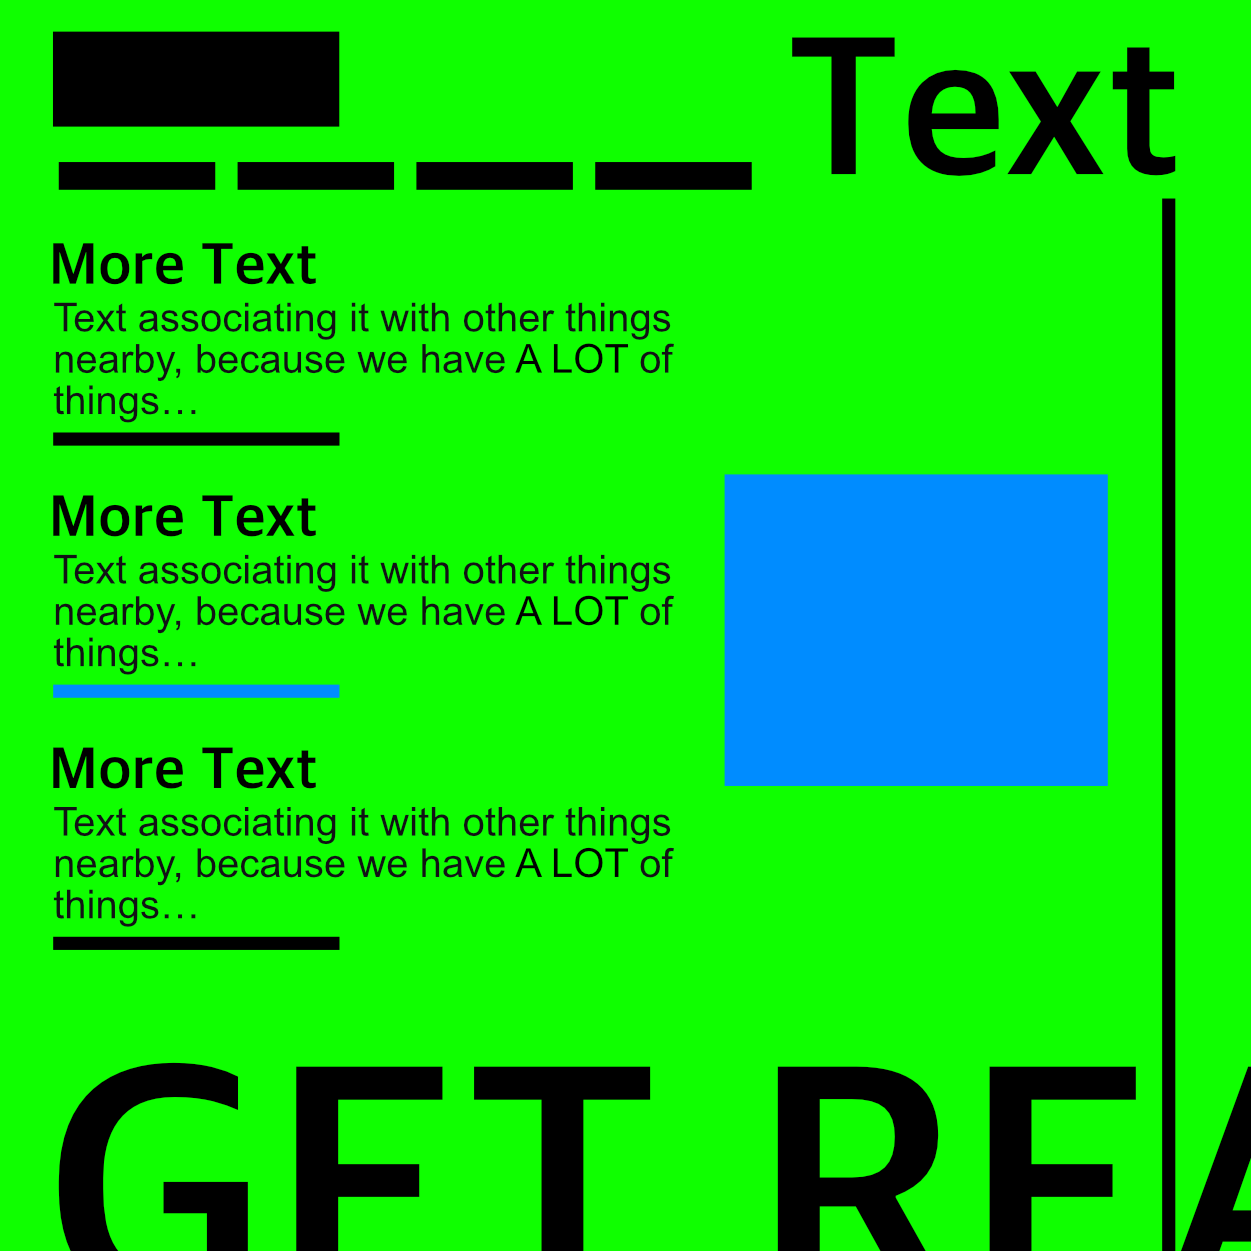 Text
More Text
Text associating it with other things
nearby, because we have A LOT of
things…
More Text
Text associating it with other things
nearby, because we have A LOT of
things…
More Text
Text associating it with other things
nearby, because we have A LOT of
things…
GET REA